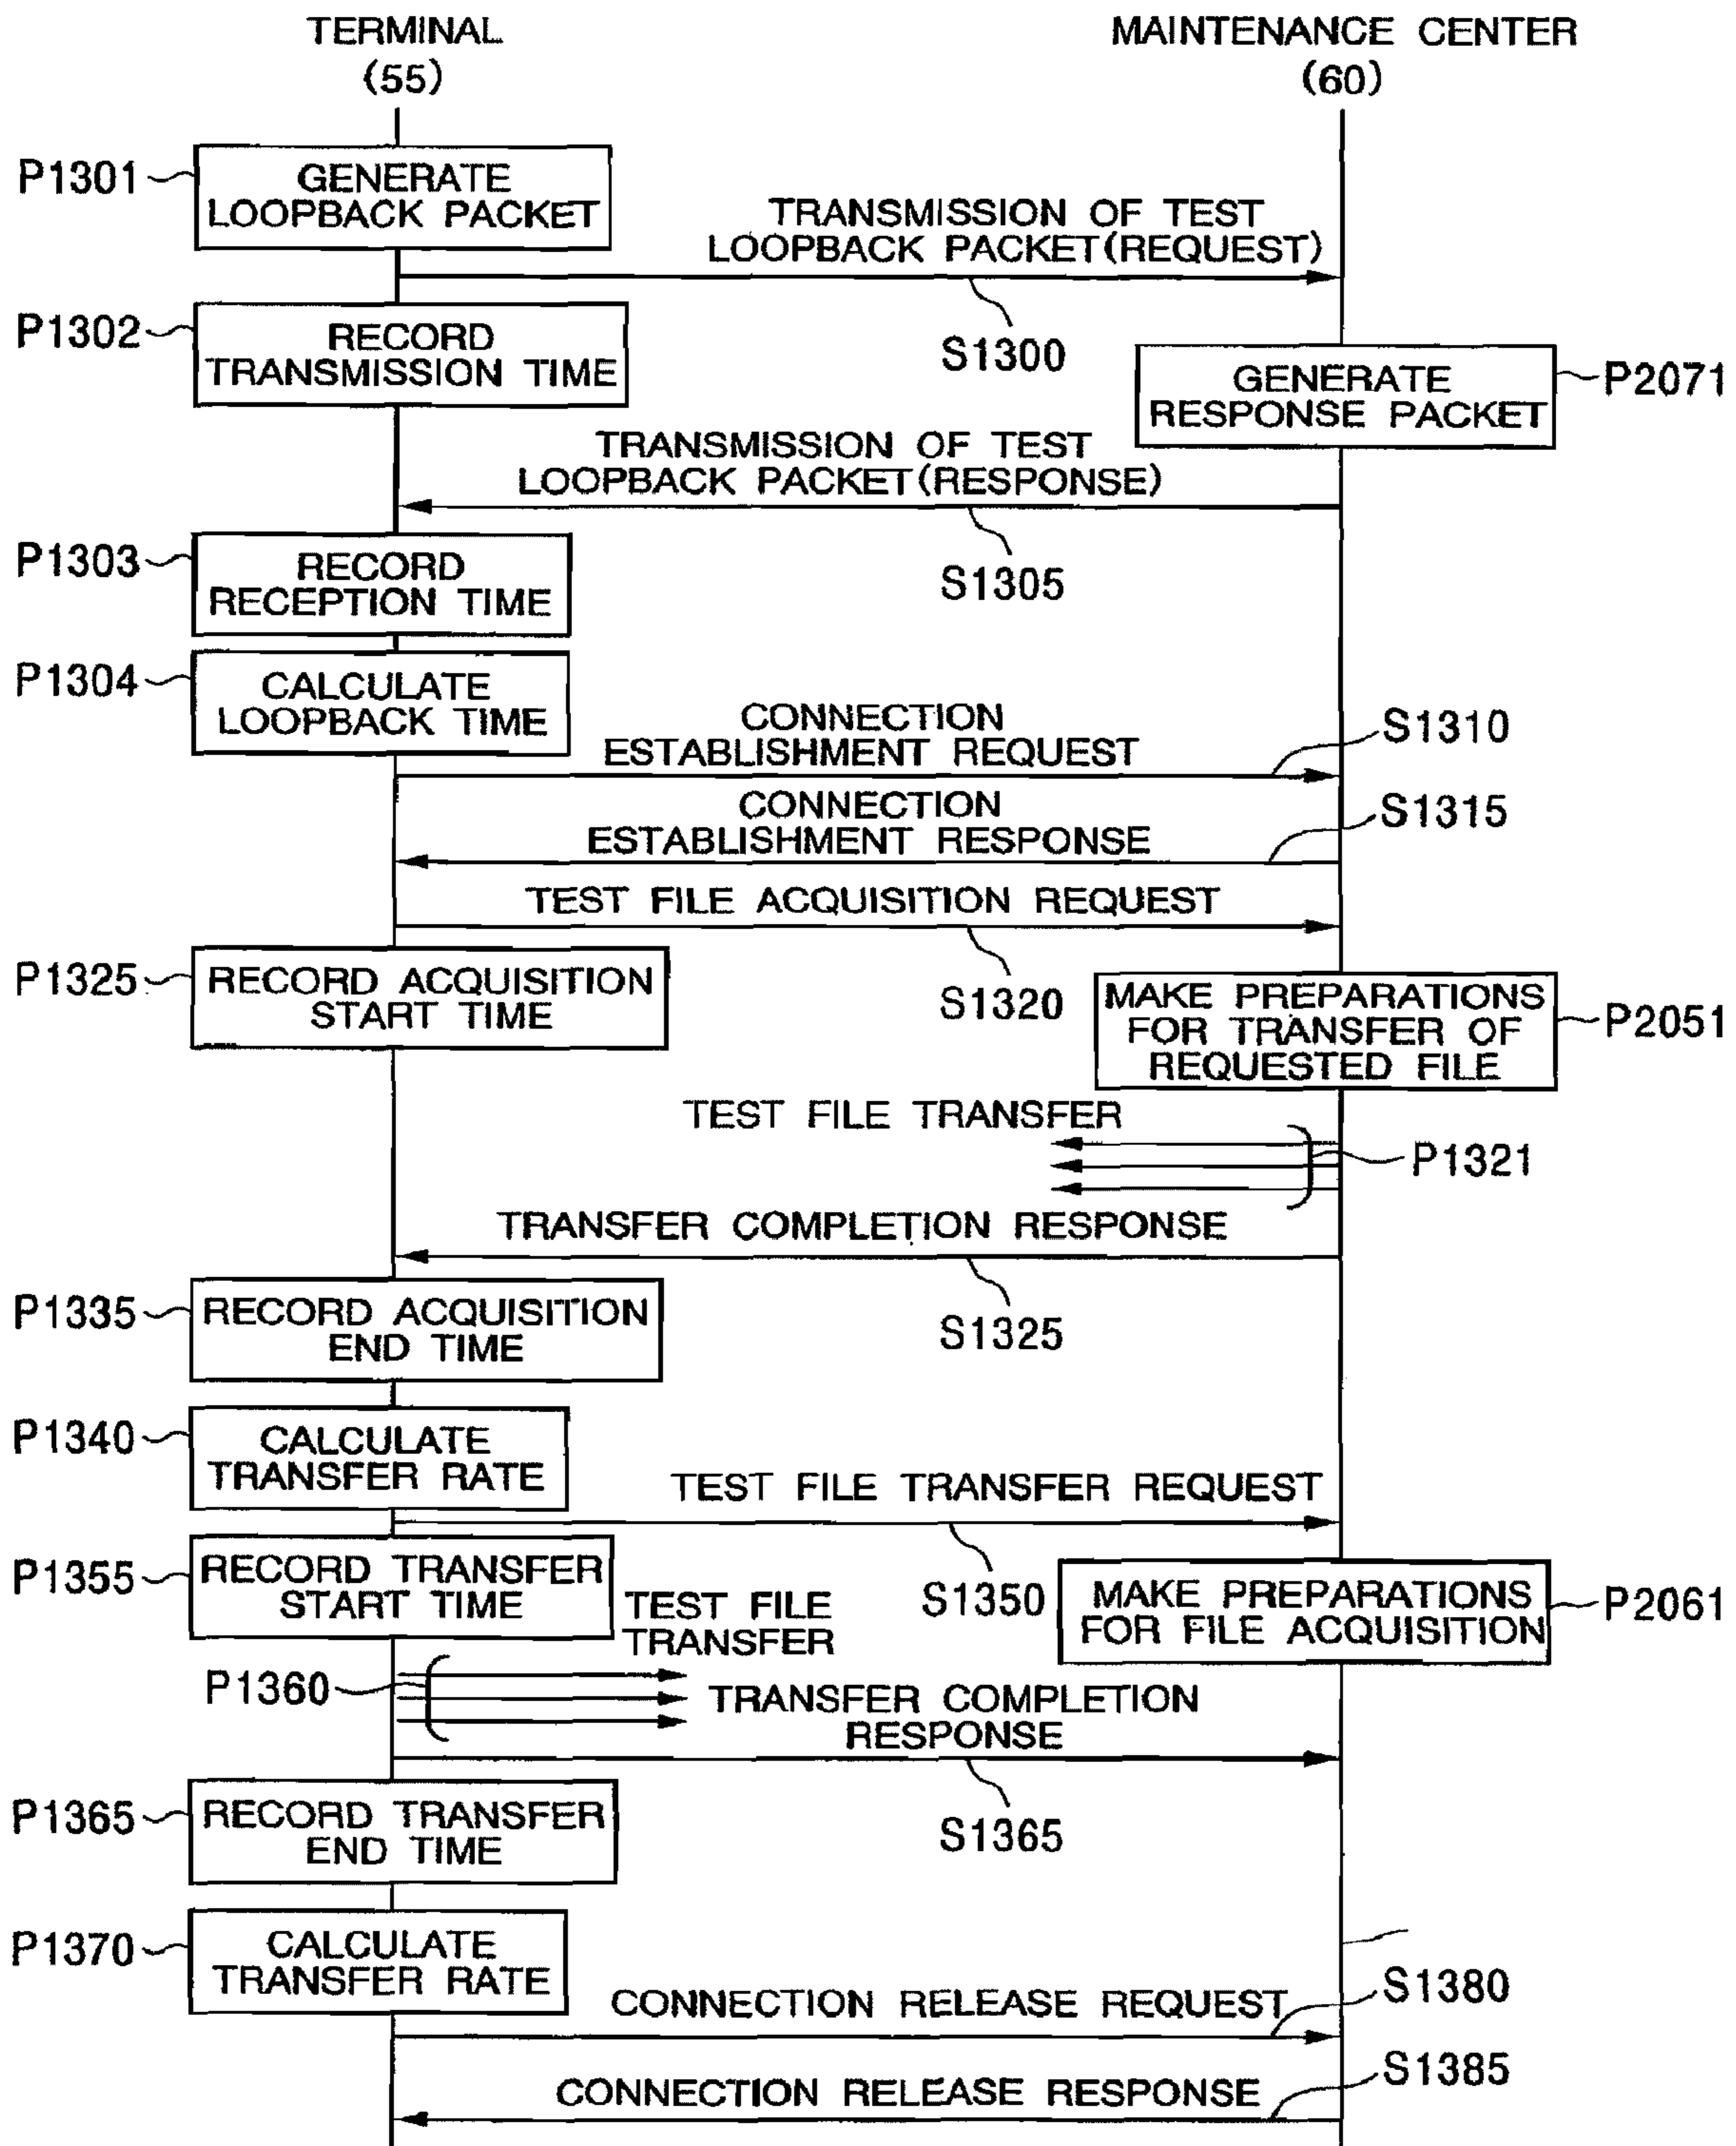 TERMINAL
(55)
MAINTENANCE CENTER
(60)
P1301
GENERATE
LOOPBACK PACKET
TRANSMISSION OF TEST
LOOPBACK PACKET(REQUEST)
S1300
P1302
RECORD
TRANSMISSION TIME
GENERATE
RESPONSE PACKET
P2071
TRANSMISSION OF TEST
LOOPBACK PACKET(RESPONSE)
S1305
P1303
RECORD
RECEPTION TIME
P1304
CALCULATE
LOOPBACK TIME
CONNECTION
ESTABLISHMENT REQUEST
S1310
CONNECTION
ESTABLISHMENT RESPONSE
S1315
TEST FILE ACQUISITION REQUEST
S1320
P1325
RECORD ACQUISITION
START TIME
MAKE PREPARATIONS
FOR TRANSFER OF
REQUESTED FILE
P2051
TEST FILE TRANSFER
P1321
TRANSFER COMPLETION RESPONSE
S1325
P1335
RECORD ACQUISITION
END TIME
P1340
CALCULATE
TRANSFER RATE
TEST FILE TRANSFER REQUEST
S1350
P1355
RECORD TRANSFER
START TIME
MAKE PREPARATIONS
FOR FILE ACQUISITION
P2061
TEST FILE
TRANSFER
P1360
TRANSFER COMPLETION
RESPONSE
S1365
P1365
RECORD TRANSFER
END TIME
P1370
CALCULATE
TRANSFER RATE
CONNECTION RELEASE REQUEST
S1380
CONNECTION RELEASE RESPONSE
S1385